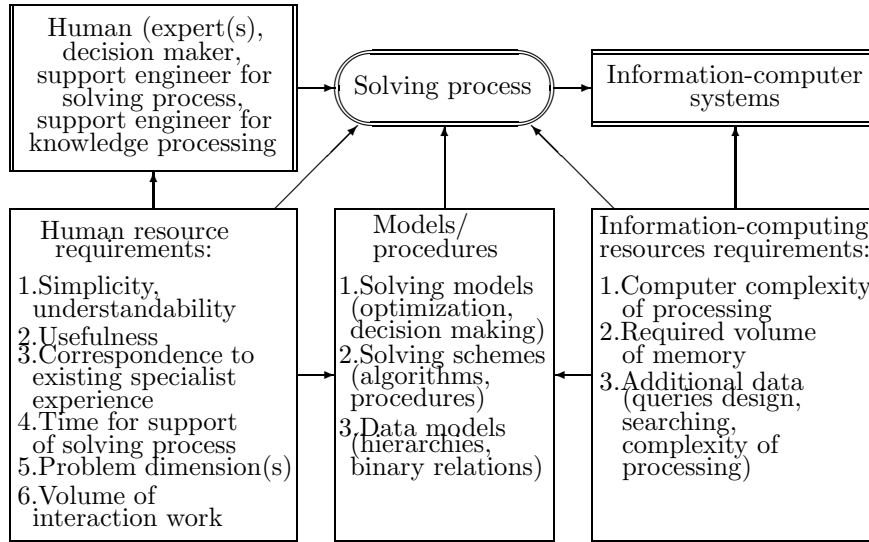 Human (expert(s),
decision maker,
support engineer for
solving process,
support engineer for
knowledge processing
Solving process
Information-computer
systems
Human resource
requirements:
1.Simplicity,
understandability
2.Usefulness
3.Correspondence to
existing specialist
experience
4.Time for support
of solving process
5.Problem dimension(s)
6.Volume of
interaction work
Models/
procedures
1.Solving models
(optimization,
decision making)
2.Solving schemes
(algorithms,
procedures)
3.Data models
(hierarchies,
binary relations)
Information-computing
resources requirements:
1.Computer complexity
of processing
2.Required volume
of memory
3.Additional data
(queries design,
searching,
complexity of
processing)